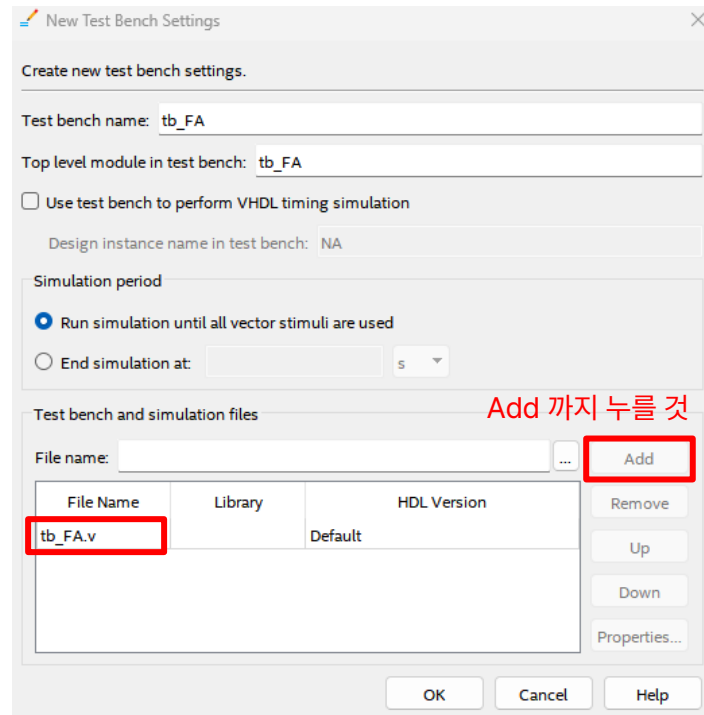 New Test Bench Settings
Create new test bench settings.
Test bench name: tb_FA
Top level module in test bench: tb_FA
Use test bench to perform VHDL timing simulation
Design instance name in test bench: NA
Simulation period
Run simulation until all vector stimuli are used
End simulation at: s
Add 까지 누를 것
Test bench and simulation files
File name: ... Add
File Name Library HDL Version Remove
tb_FA.v Default
Up
Down
Properties...
OK Cancel Help